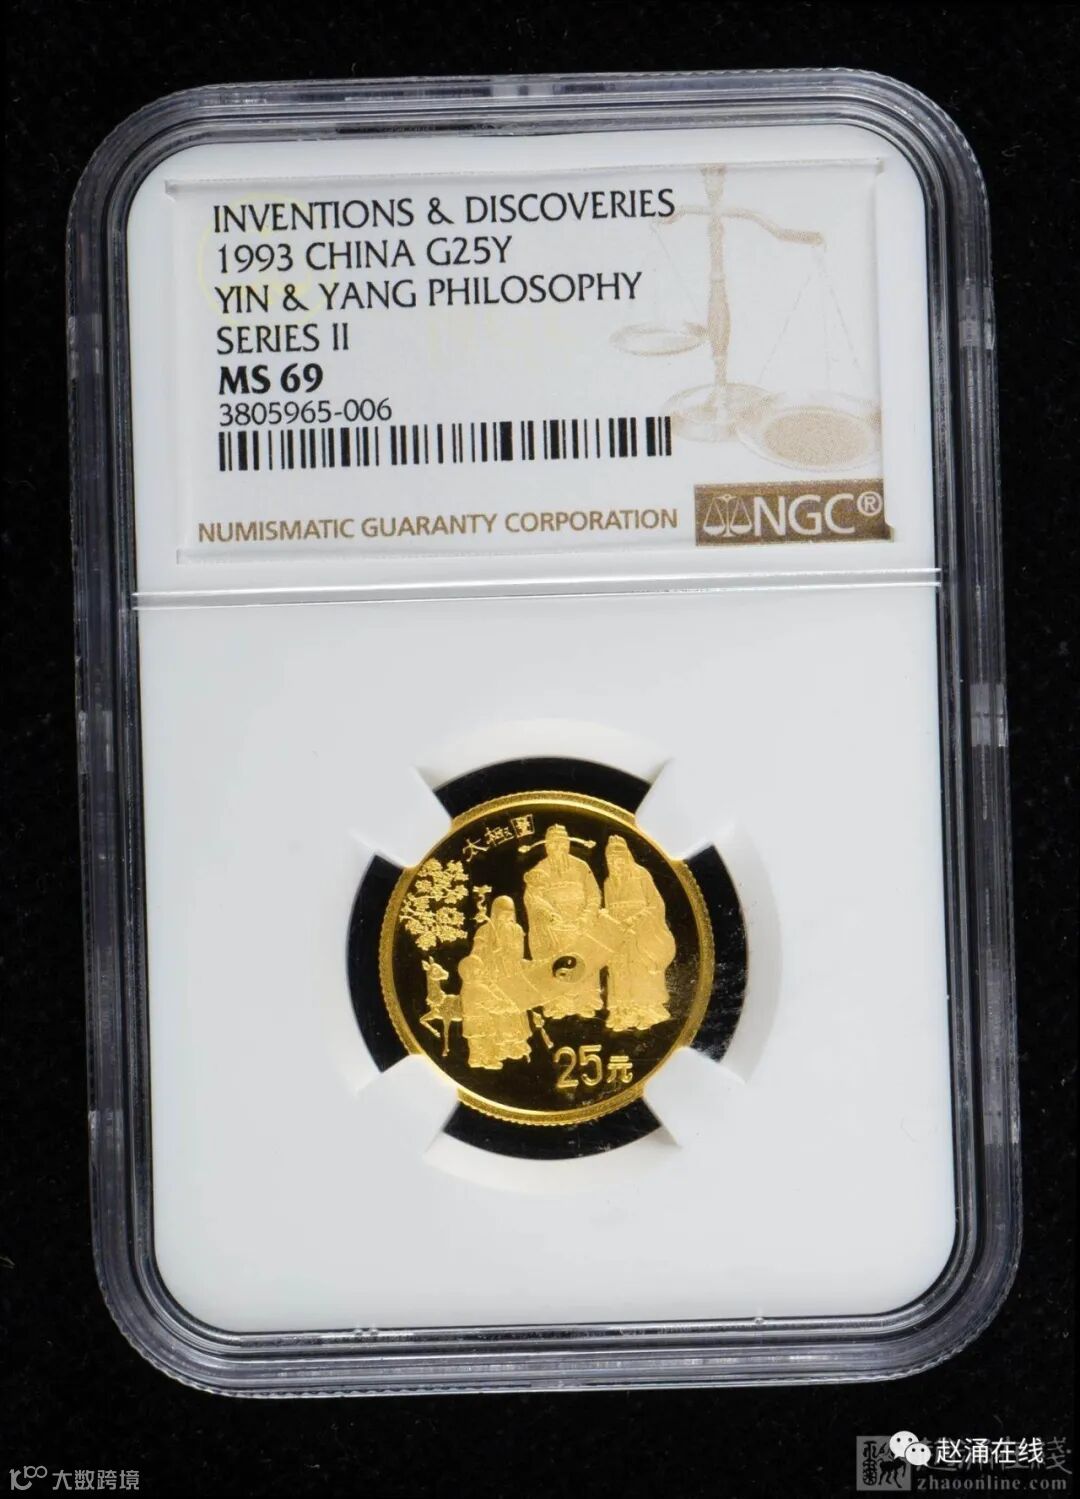 INVENTIONS & DISCOVERIES
1993 CHINA G25Y
YIN & YANG PHILOSOPHY
SERIES II
MS 69
3805965-006
NUMISMATIC GUARANTY CORPORATION
NGC®
太極圖
25元
大数跨境
赵涌在线
zhaoonline.com